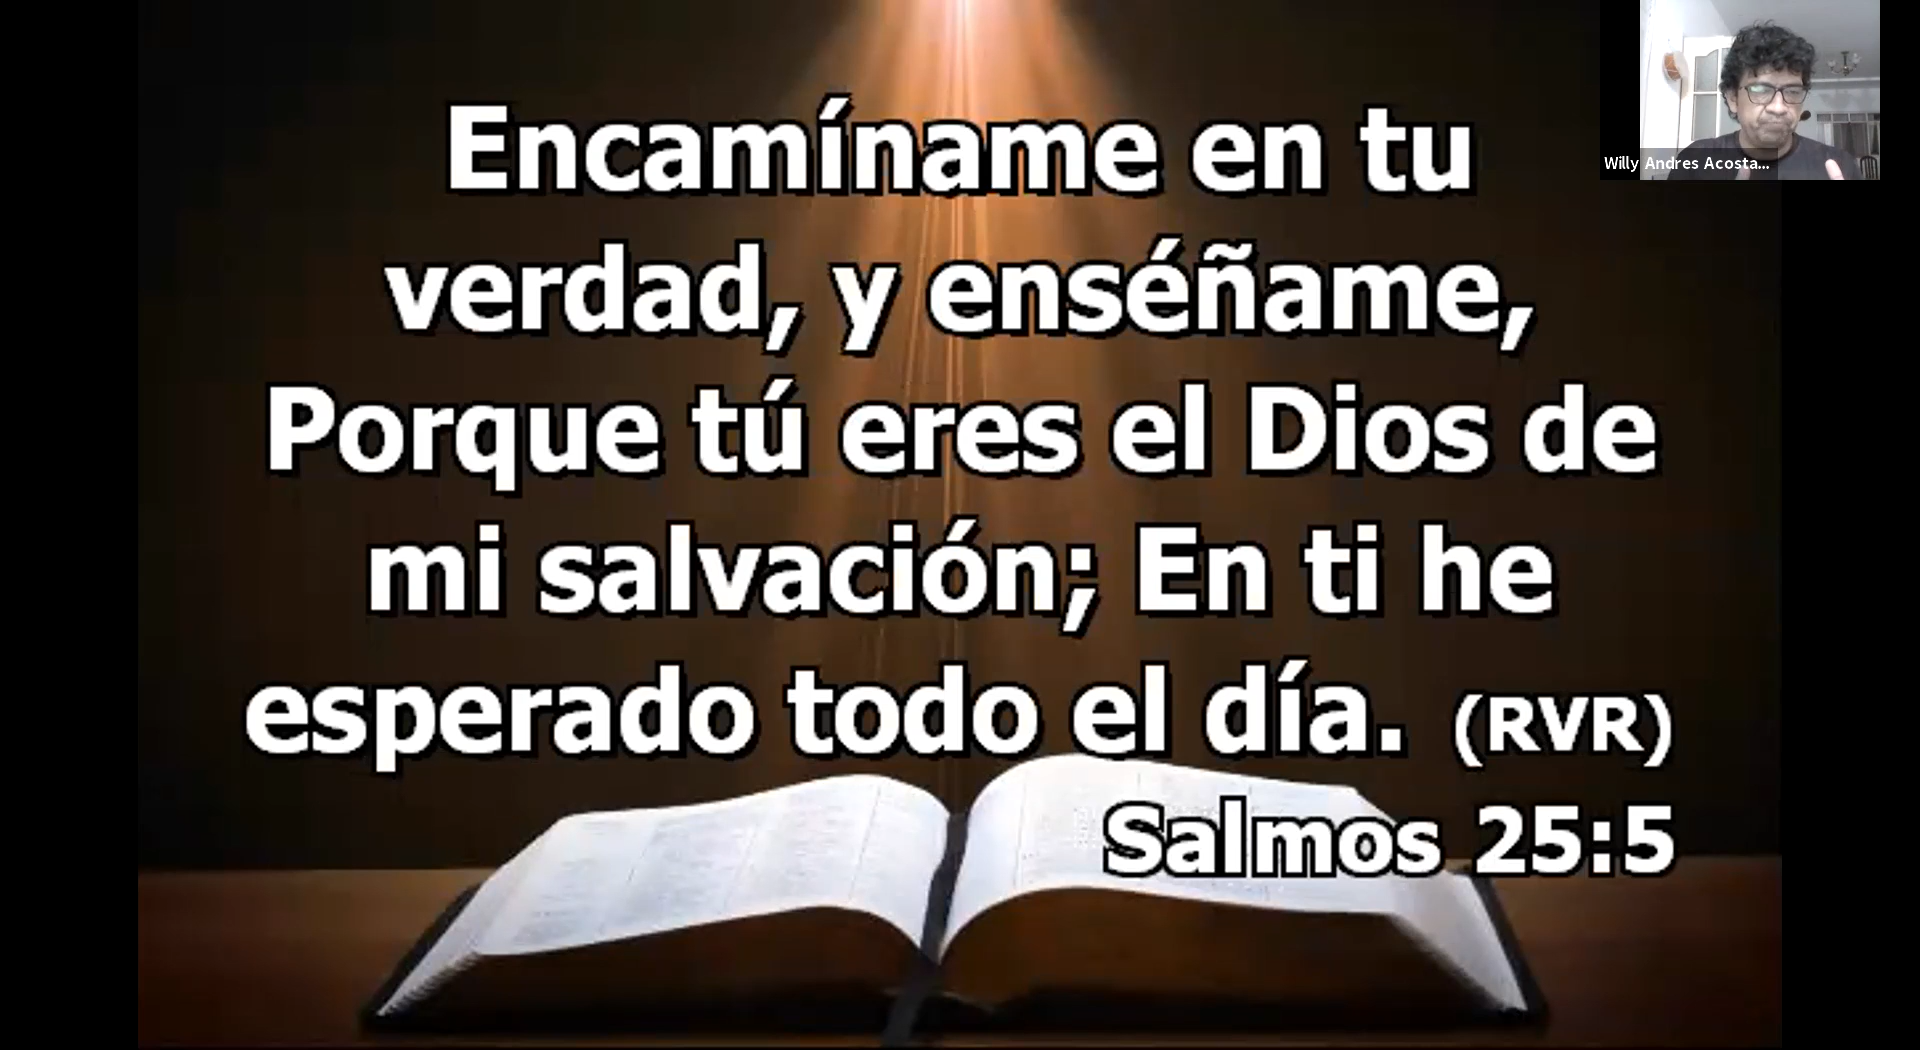 Encamíname en tu
verdad, y enséñame,
Porque tú eres el Dios de
mi salvación; En ti he
esperado todo el día. (RVR)
Salmos 25:5
Willy Andres Acosta...